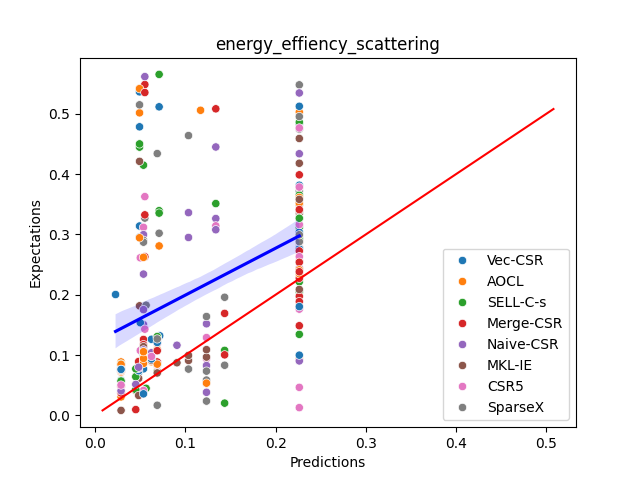 energy_effiency_scattering
Expectations
0.5
0.4
0.3
0.2
0.1
0.0
0.0 0.1 0.2 0.3 0.4 0.5
Predictions
Vec-CSR
AOCL
SELL-C-s
Merge-CSR
Naive-CSR
MKL-IE
CSR5
SparseX